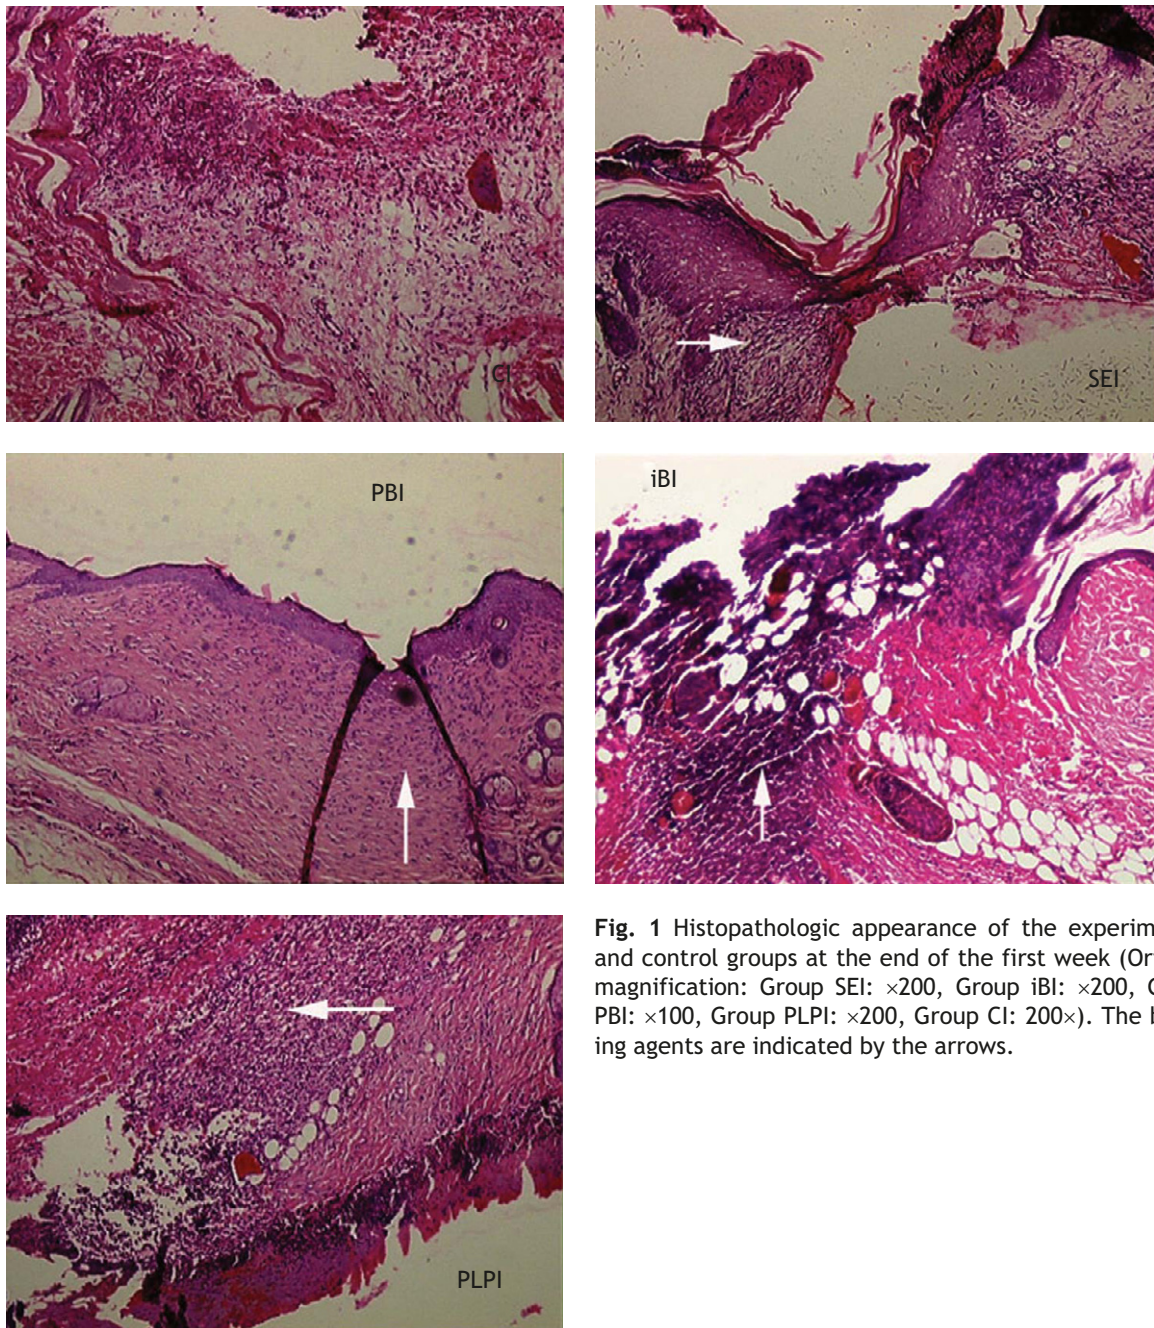 CI
SEI
PBI
iBI
PLPI
Fig. 1 Histopathologic appearance of the
and control groups at the end of the first week
magnification: Group SEI: ×200, Group iBI: ×200,
PBI: ×100, Group PLPI: ×200, Group CI: 200×). The
ing agents are indicated by the arrows.